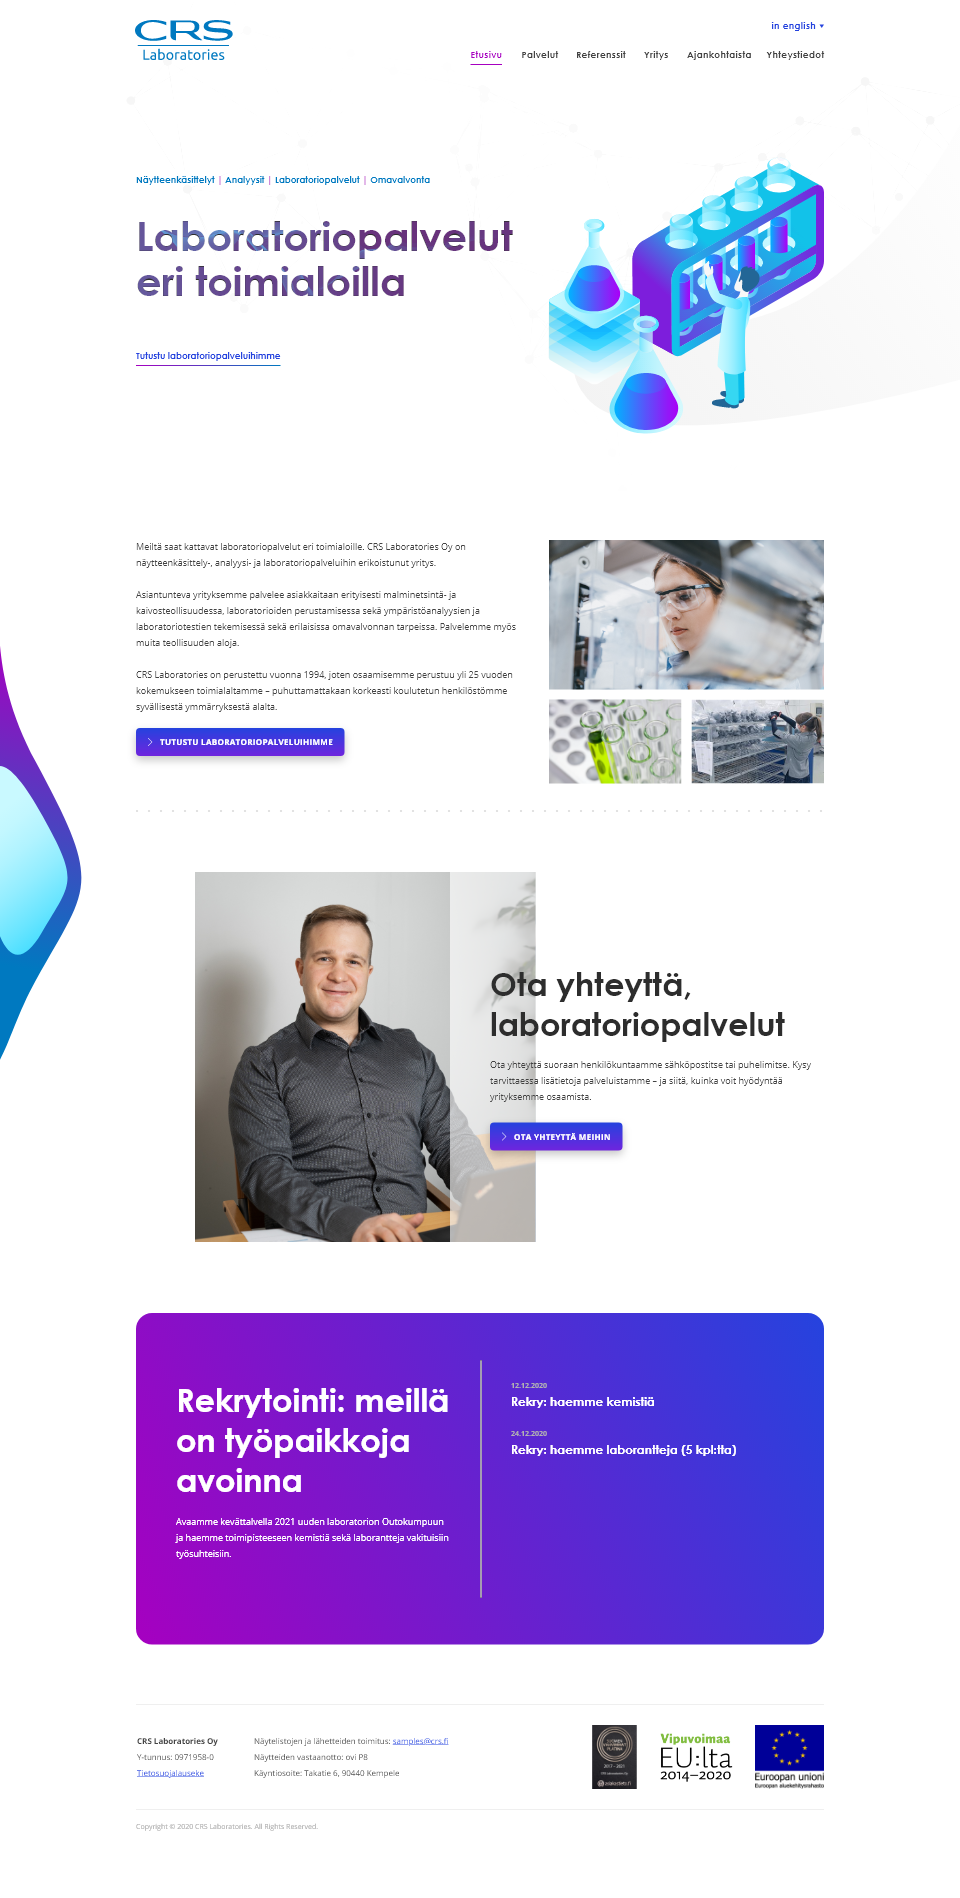 CRS
Laboratories
in english
Etusivu Palvelut Referenssit Yritys Ajankohtaista Yhteystiedot
Näytteenkäsittelyt | Analyysit | Laboratoriopalvelut | Omavalvonta
Laboratoriopalvelut
eri toimialoilla
Tutustu laboratoriopalveluihimme
Meiltä saat kattavat laboratoriopalvelut eri toimialoille. CRS Laboratories Oy on
näytteenkäsittely-, analyysi- ja laboratoriopalveluihin erikoistunut yritys.
Asiantunteva yrityksemme palvelee asiakkaitaan erityisesti malminetsintä- ja
kaivosteollisuudessa, laboratorioiden perustamisessa sekä ympäristöanalyysien ja
laboratoriotestien tekemisessä sekä erilaisissa omavalvonnan tarpeissa. Palvelemme myös
muita teollisuuden aloja.
CRS Laboratories on perustettu vuonna 1994, joten osaamisemme perustuu yli 25 vuoden
kokemukseen toimialaltamme – puhuttamattakaan korkeasti koulutetun henkilöstömme
syvällisestä ymmärryksestä alalta.
TUTUSTU LABORATORIOPALVELUIHIMME
Ota yhteyttä,
laboratoriopalvelut
Ota yhteyttä suoraan henkilökuntaamme sähköpostitse tai puhelimitse. Kysy
tarvittaessa lisätietoja palveluistamme – ja siitä, kuinka voit hyödyntää
yrityksemme osaamista.
OTA YHTEYTTÄ MEIHIN
Rekrytointi: meillä
on työpaikkoja
avoinna
Avaamme kevättalvella 2021 uuden laboratorion Outokumpuun
ja haemme toimipisteeseen kemistiä sekä laborantteja vakituisiin
työsuhteisiin.
12.12.2020
Rekry: haemme kemistiä
24.12.2020
Rekry: haemme laborantteja (5 kpl:tta)
CRS Laboratories Oy
Y-tunnus: 0971958-0
Tietosuojalauseke
Näytelistojen ja lähetteiden toimitus: samples@crs.fi
Näytteiden vastaanotto: ovi P8
Käyntiosoite: Takatie 6, 90440 Kempele
2017 - 2021
Vipuvoimaa
EU:lta
2014–2020
Euroopan unioni
Euroopan aluekehitysrahasto
Copyright © 2020 CRS Laboratories. All Rights Reserved.